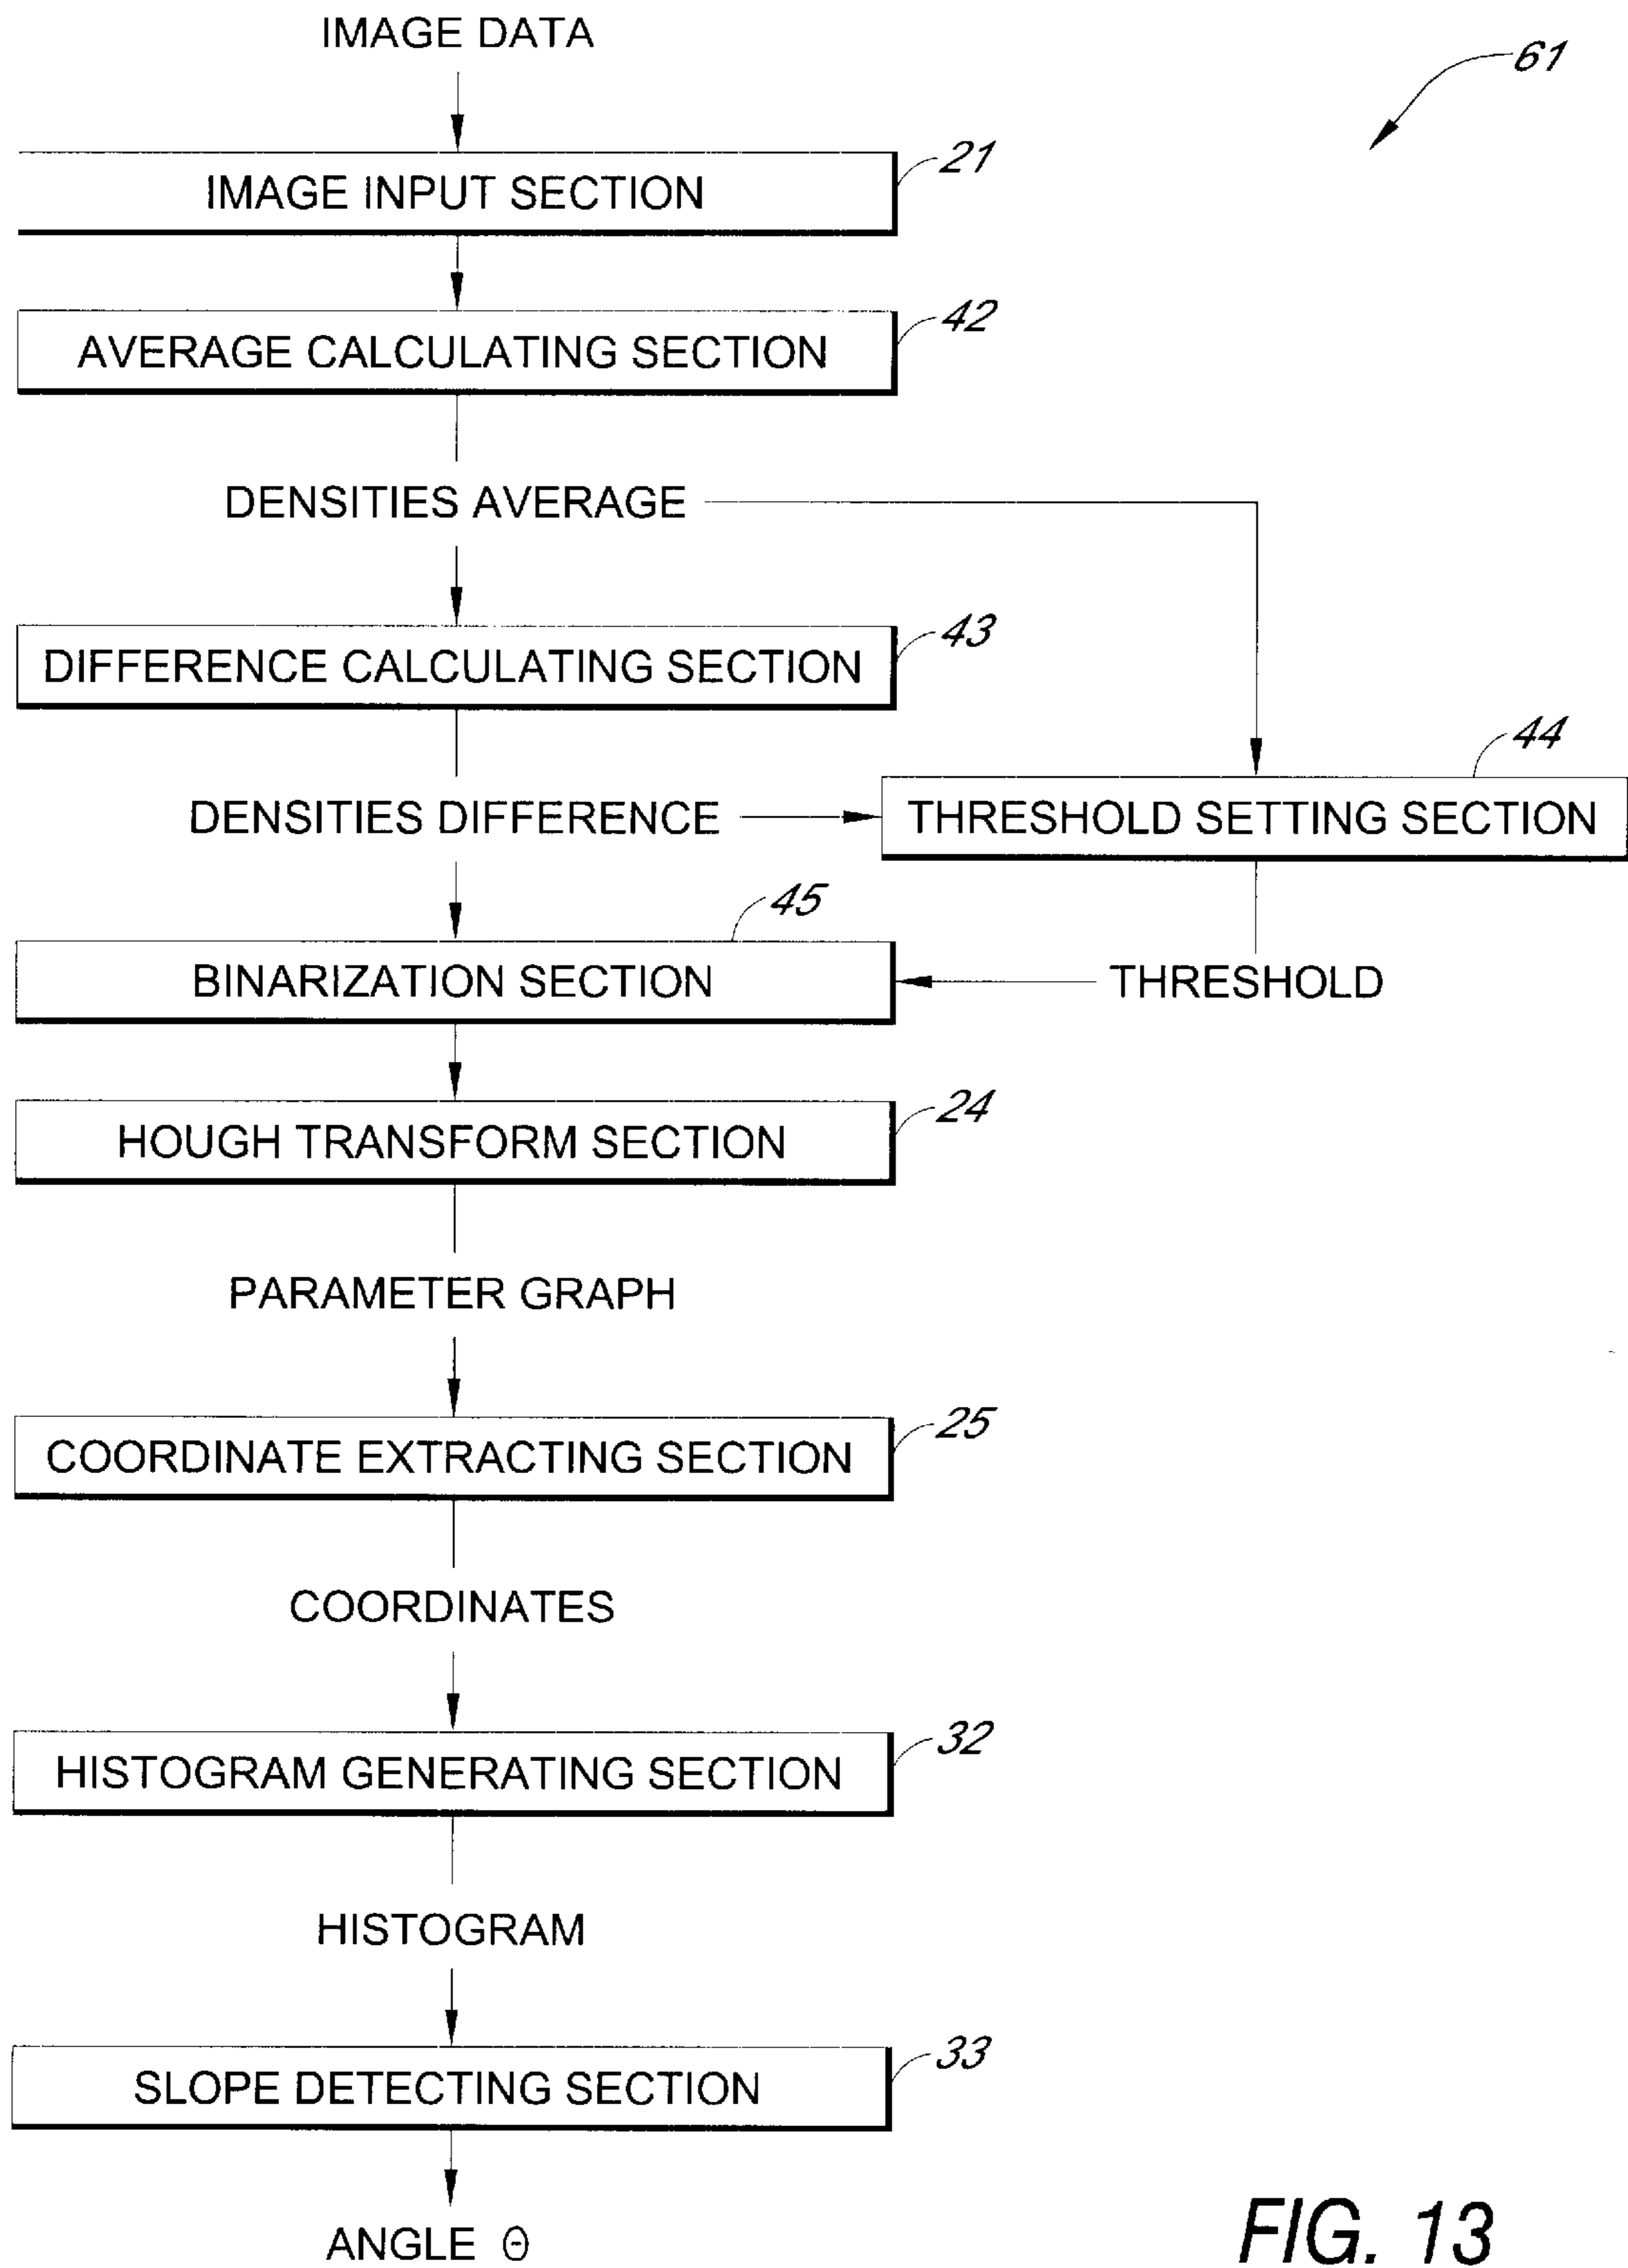 IMAGE DATA
61
IMAGE INPUT SECTION
21
AVERAGE CALCULATING SECTION
42
DENSITIES AVERAGE
DIFFERENCE CALCULATING SECTION
43
DENSITIES DIFFERENCE
THRESHOLD SETTING SECTION
44
BINARIZATION SECTION
45
THRESHOLD
HOUGH TRANSFORM SECTION
24
PARAMETER GRAPH
COORDINATE EXTRACTING SECTION
25
COORDINATES
HISTOGRAM GENERATING SECTION
32
HISTOGRAM
SLOPE DETECTING SECTION
33
ANGLE Θ
FIG. 13